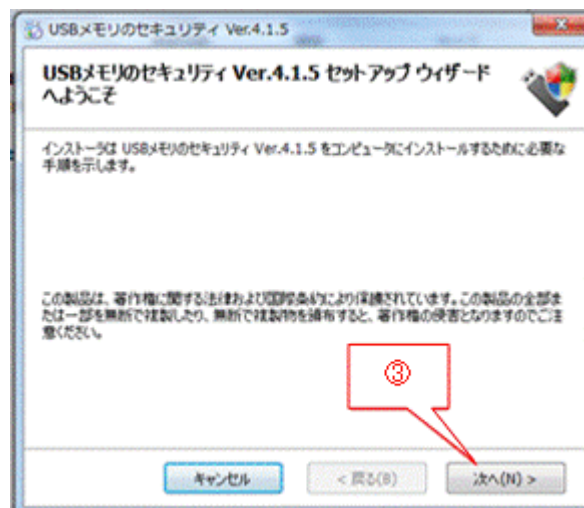 USBメモリのセキュリティ Ver.4.1.5
USBメモリのセキュリティ Ver.4.1.5 セットアップ ウィザード
へようこそ
インストーラは USBメモリのセキュリティ Ver.4.1.5 をコンピュータにインストールするために必要な
手順を示します。
この製品は、著作権に関する法律および国際条約により保護されています。この製品の全部ま
たは一部を無断で複製したり、無断で複製物を頒布すると、著作権の侵害となりますのでご注
意ください。
③
キャンセル
< 戻る(B)
次へ(N) >